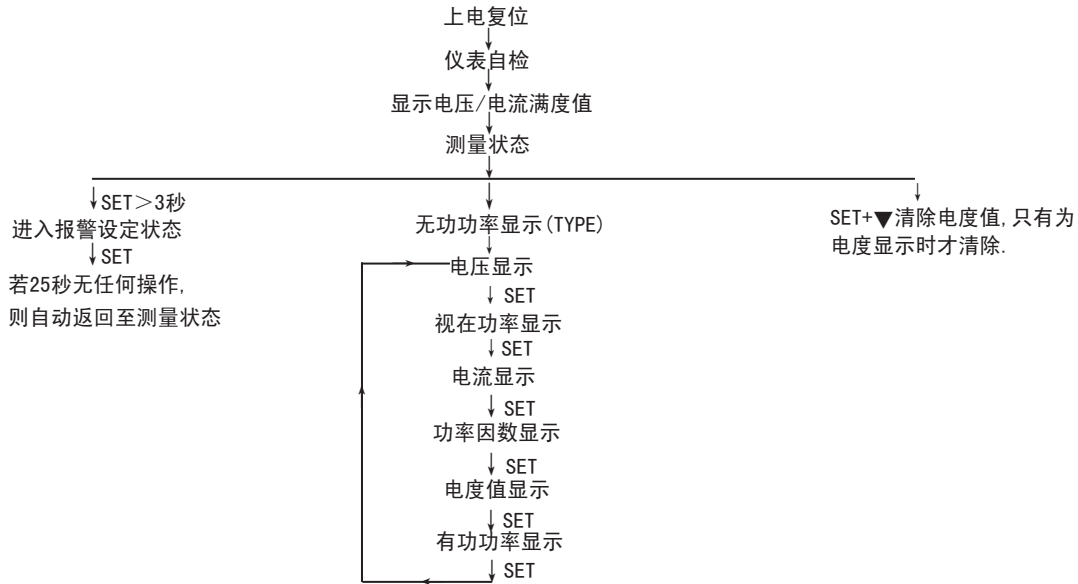 上电复位
仪表自检
显示电压/电流满度值
测量状态
SET＞3秒
进入报警设定状态
SET
若25秒无任何操作,
则自动返回至测量状态
无功功率显示(TYPE)
电压显示
SET
视在功率显示
SET
电流显示
SET
功率因数显示
SET
电度值显示
SET
有功功率显示
SET
SET+▼清除电度值,只有为
电度显示时才清除.